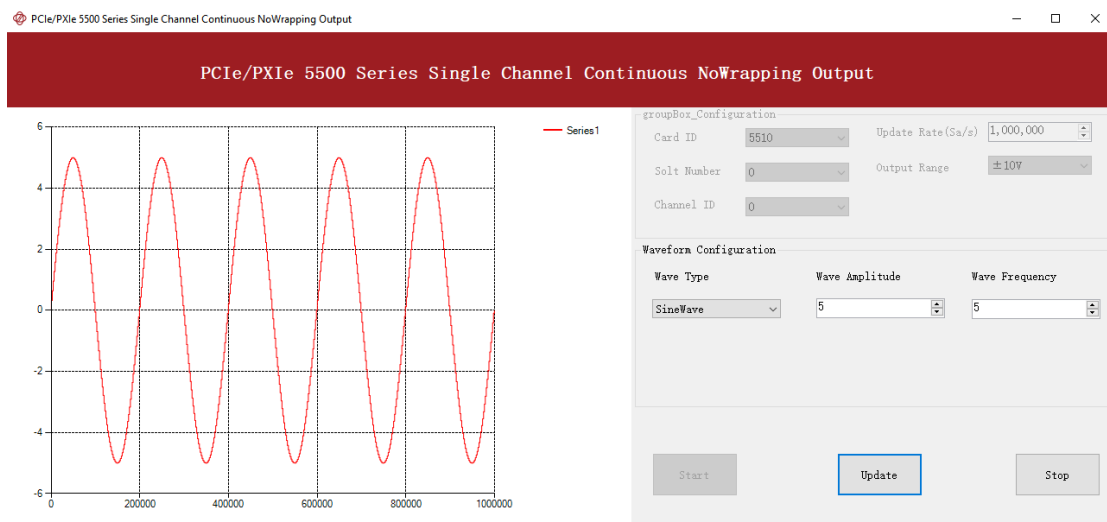 PCIe/PXIe 5500 Series Single Channel Continuous NoWrapping Output
PCIe/PXIe 5500 Series Single Channel Continuous NoWrapping Output
6
4
2
0
-2
-4
-6
0 200000 400000 600000 800000 1000000
Series1
groupBox_Configuration
Card ID 5510 Update Rate(Sa/s) 1,000,000
Solt Number 0 Output Range ±10V
Channel ID 0
Waveform Configuration
Wave Type Wave Amplitude Wave Frequency
SineWave 5 5
Start Update Stop